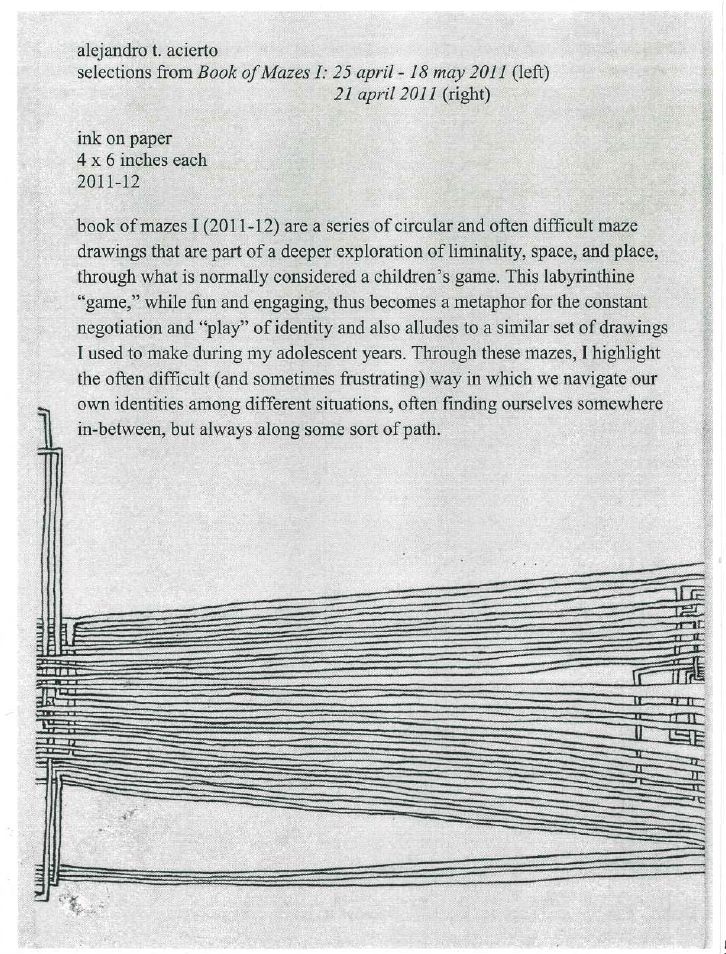 alejandro t. acierto
selections from Book of Mazes I: 25 april - 18 may 2011 (left)
21 april 2011 (right)
ink on paper
4 x 6 inches each
2011-12
book of mazes I (2011-12) are a series of circular and often difficult maze
drawings that are part of a deeper exploration of liminality, space, and place,
through what is normally considered a children's game. This labyrinthine
“game,” while fun and engaging, thus becomes a metaphor for the constant
negotiation and “play” of identity and also alludes to a similar set of drawings
I used to make during my adolescent years. Through these mazes, I highlight
the often difficult (and sometimes frustrating) way in which we navigate our
own identities among different situations, often finding ourselves somewhere
in-between, but always along some sort of path.